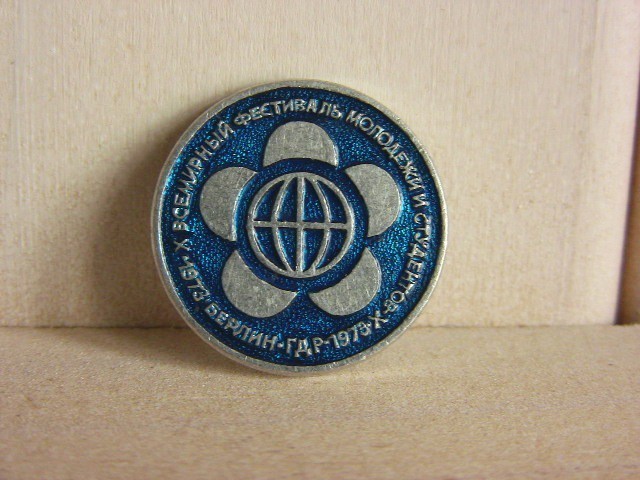 X ВСЕМИРНЫЙ ФЕСТИВАЛЬ МОЛОДЕЖИ И СТУДЕНТОВ-X
·1973·БЕРЛИН-ГДР-1973·